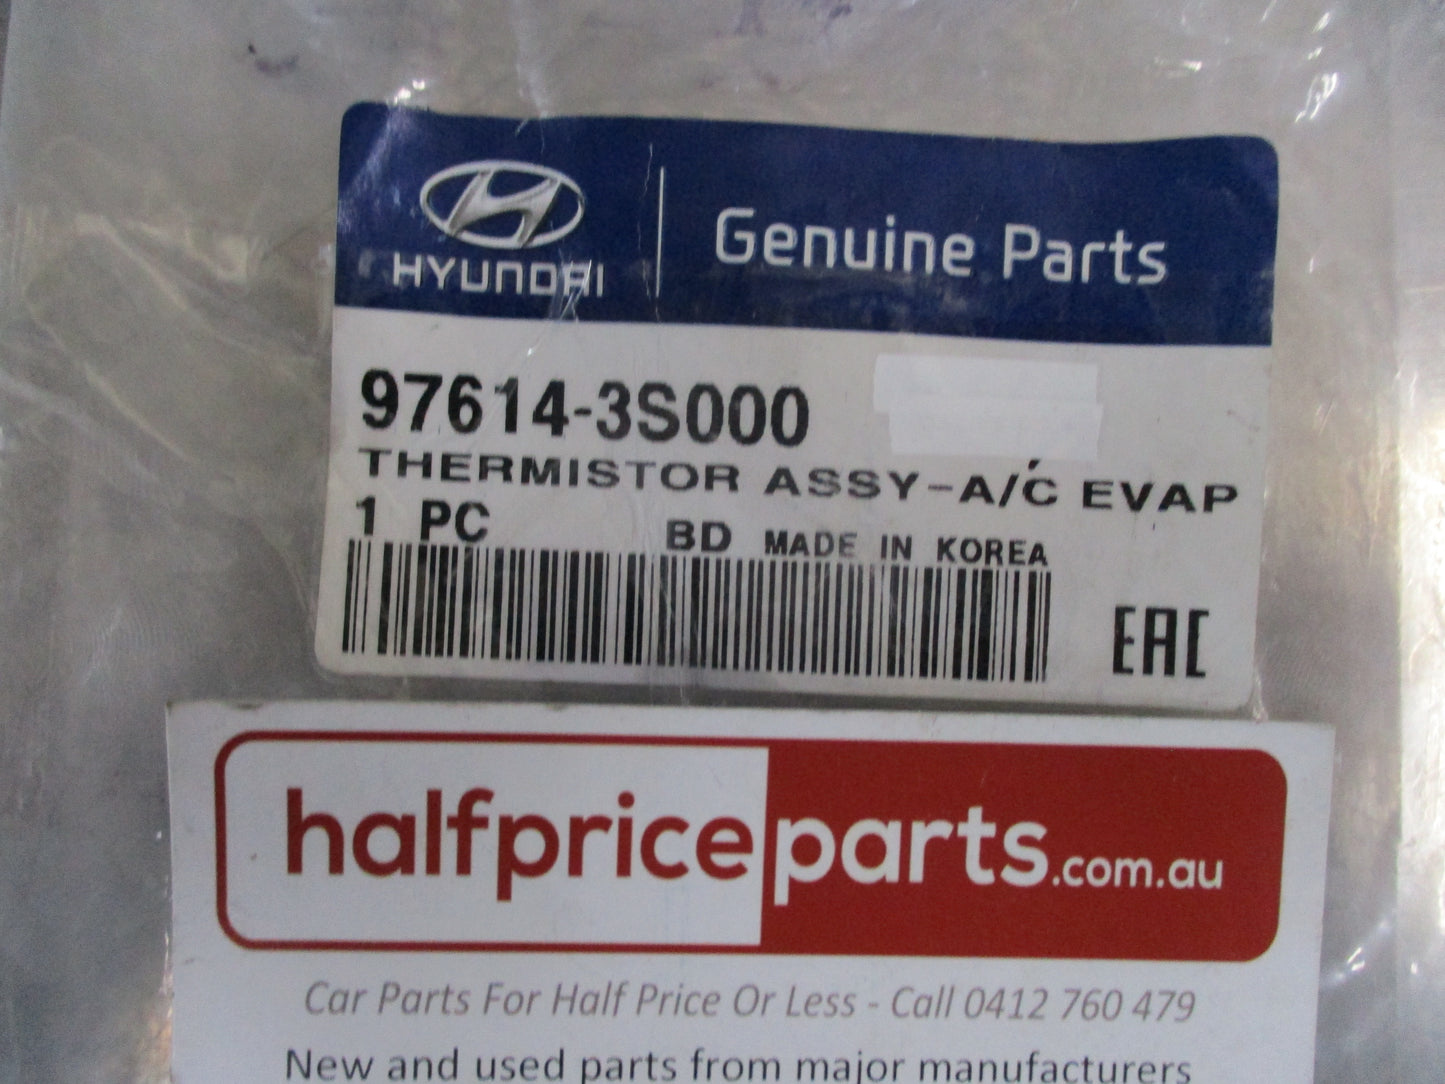 HYUNDAI
Genuine Parts
97614-3S000
THERMISTOR ASSY-A/C EVAP
1 PC BD MADE IN KOREA
EAC
halfpriceparts.com.au
Car Parts For Half Price Or Less - Call 0412 760 479
New and used parts from major manufacturers